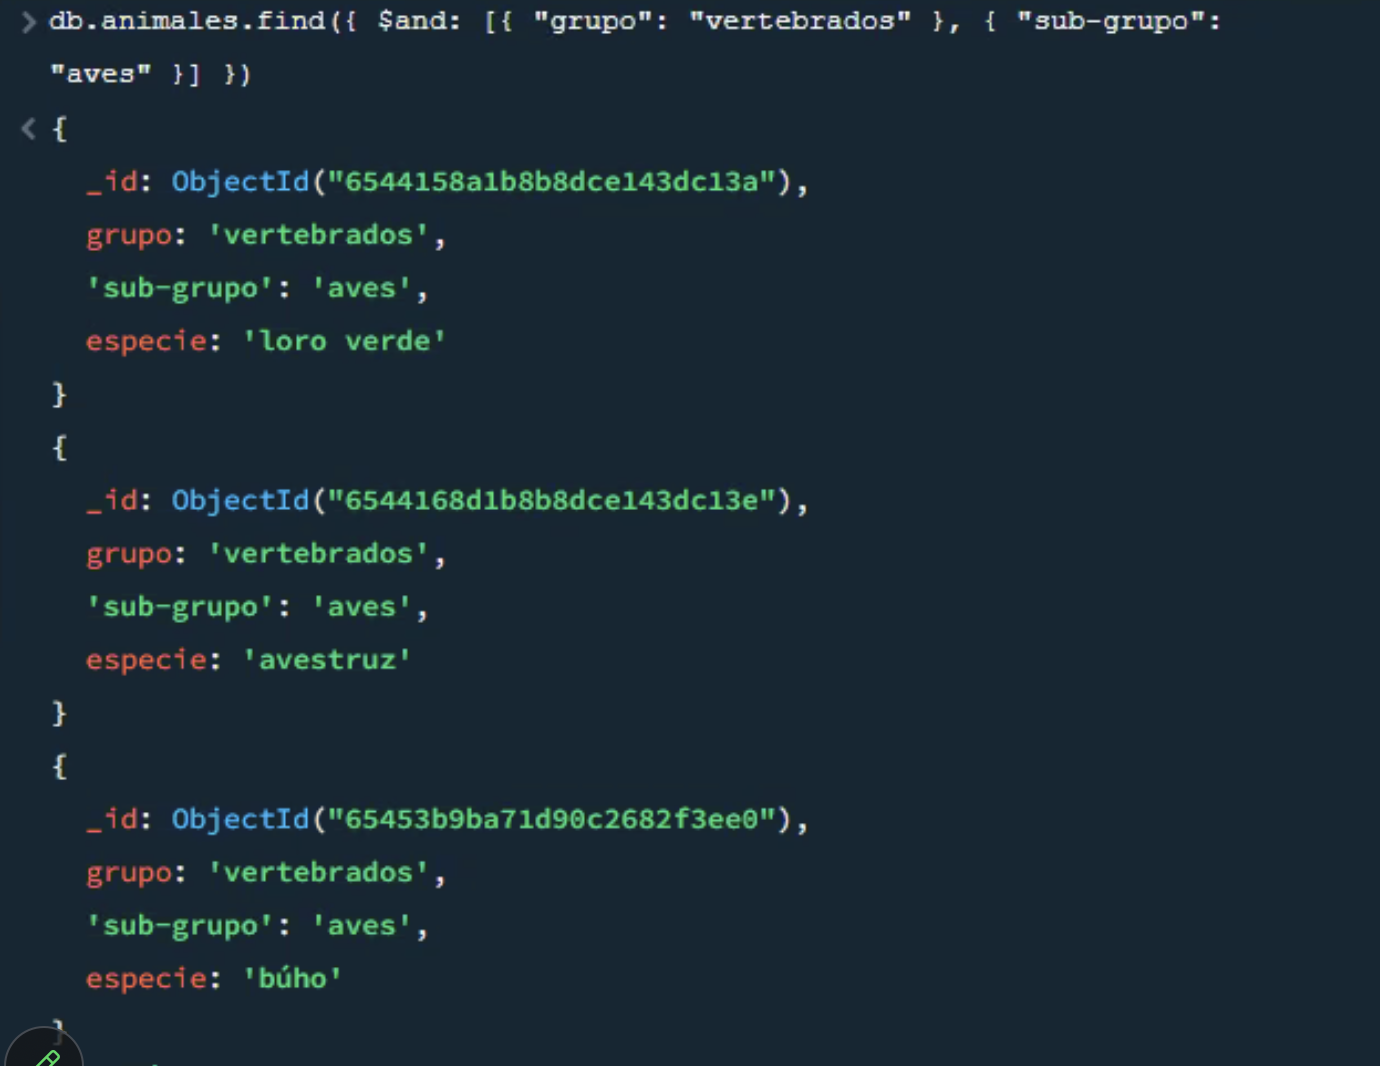 > db.animales.find({ $and: [{ "grupo": "vertebrados" }, { "sub-grupo":
"aves" }] })
< {
_id: ObjectId("6544158a1b8b8dce143dc13a"),
grupo: 'vertebrados',
'sub-grupo': 'aves',
especie: 'loro verde'
}
{
_id: ObjectId("6544168d1b8b8dce143dc13e"),
grupo: 'vertebrados',
'sub-grupo': 'aves',
especie: 'avestruz'
}
{
_id: ObjectId("65453b9ba71d90c2682f3ee0"),
grupo: 'vertebrados',
'sub-grupo': 'aves',
especie: 'búho'
}